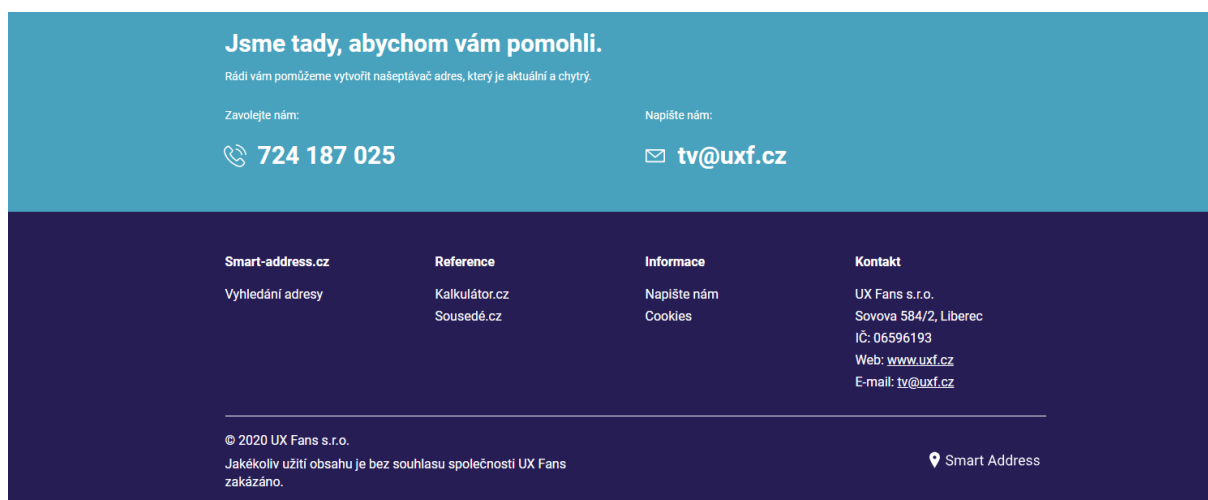 Jsme tady, abychom vám pomohli.
Rádi vám pomůžeme vytvořit našeptávač adres, který je aktuální a chytrý.
Zavolejte nám:
724 187 025
Napište nám:
tv@uxf.cz
Smart-address.cz
Vyhledání adresy
Reference
Kalkulátor.cz
Sousedé.cz
Informace
Napište nám
Cookies
Kontakt
UX Fans s.r.o.
Sovova 584/2, Liberec
IČ: 06596193
Web: www.uxf.cz
E-mail: tv@uxf.cz
© 2020 UX Fans s.r.o.
Jakékoliv užití obsahu je bez souhlasu společnosti UX Fans
zakázáno.
Smart Address